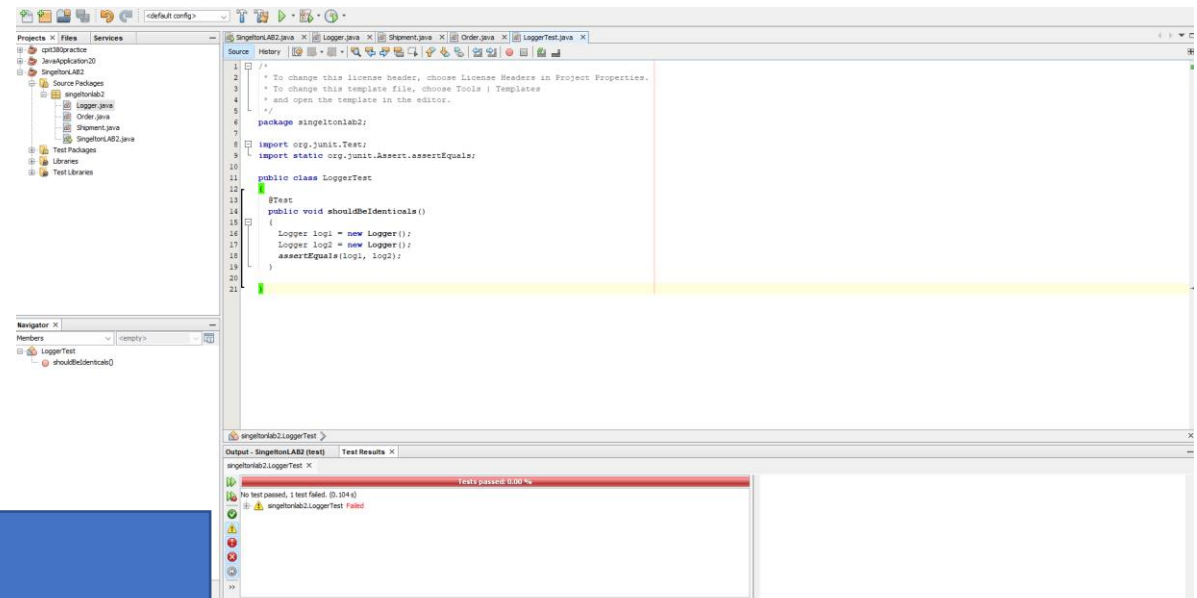 <default config>
Projects Files Services
cpit380practice
JavaApplication20
SingeltonLAB2
Source Packages
singeltonlab2
Logger.java
Order.java
Shipment.java
SingeltonLAB2.java
Test Packages
Libraries
Test Libraries
SingeltonLAB2.java Logger.java Shipment.java Order.java LoggerTest.java
Source History
1 /*
2 * To change this license header, choose License Headers in Project Properties.
3 * To change this template file, choose Tools | Templates
4 * and open the template in the editor.
5 */
6 package singeltonlab2;
7
8 import org.junit.Test;
9 import static org.junit.Assert.assertEquals;
10
11 public class LoggerTest
12 {
13 @Test
14 public void shouldBeIdenticals()
15 {
16 Logger log1 = new Logger();
17 Logger log2 = new Logger();
18 assertEquals(log1, log2);
19 }
20
21 }
Navigator
Members <empty>
LoggerTest
shouldBeIdenticals()
singeltonlab2.LoggerTest
Output - SingeltonLAB2 (test) Test Results
singeltonlab2.LoggerTest
Tests passed: 0.00 %
No test passed, 1 test failed. (0.104 s)
singeltonlab2.LoggerTest Failed